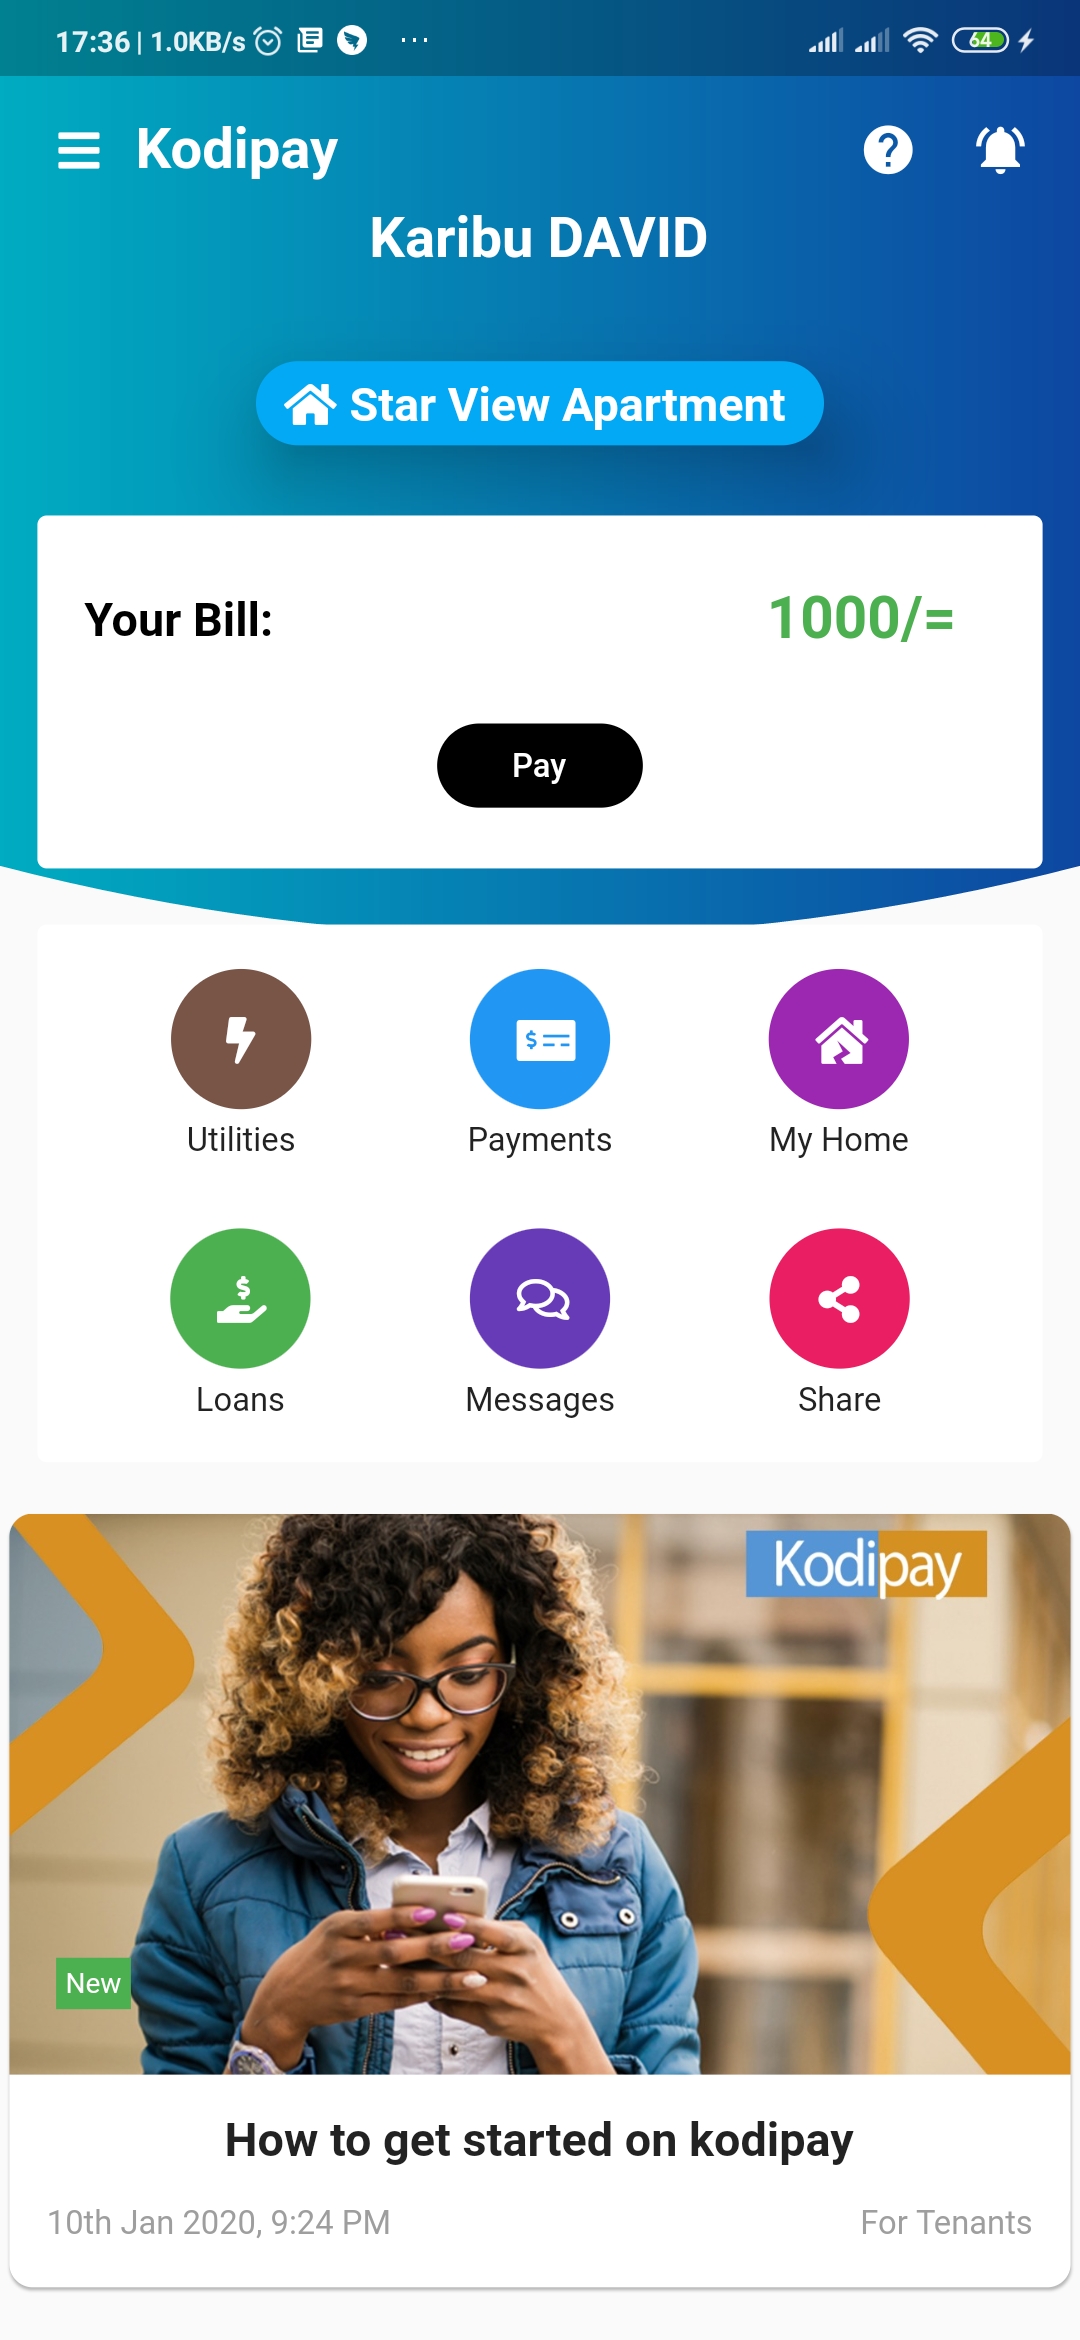 17:36 | 1.0KB/s ... 64
Kodipay
Karibu DAVID
Star View Apartment
Your Bill: 1000/=
Pay
Utilities Payments My Home
Loans Messages Share
Kodipay
New
How to get started on kodipay
10th Jan 2020, 9:24 PM For Tenants